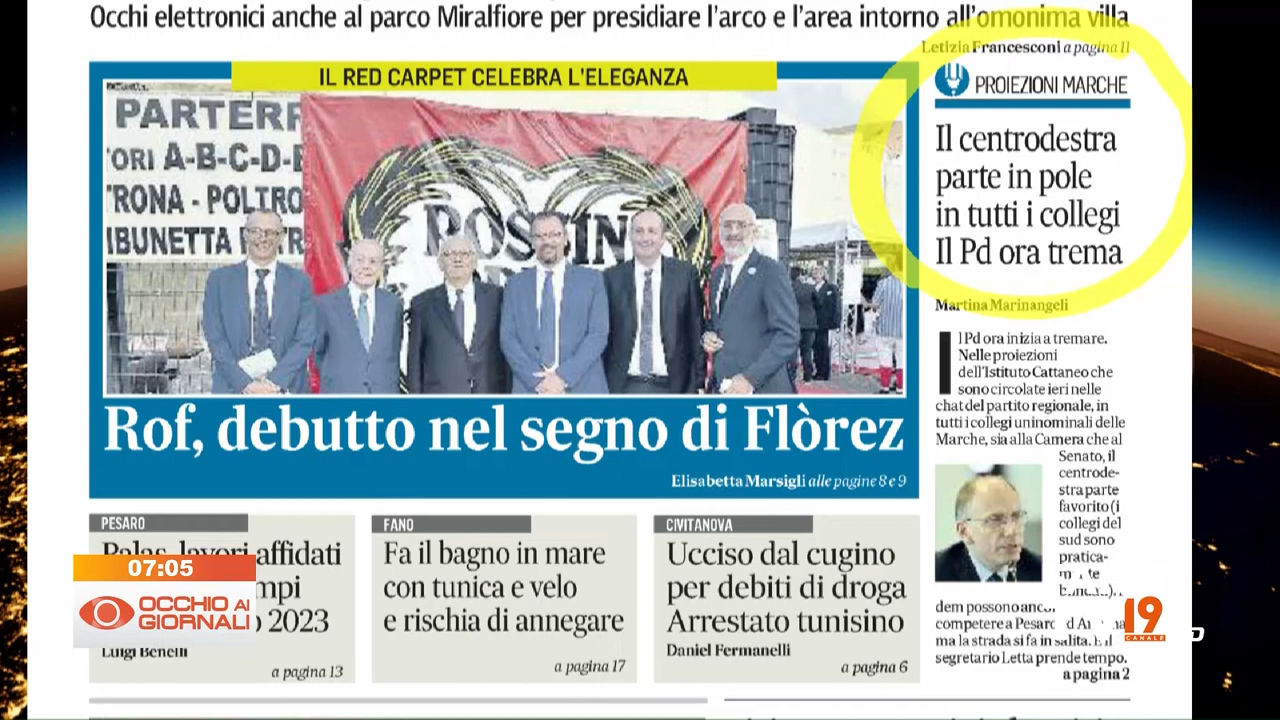 Occhi elettronici anche al parco Miralfiore per presidiare l'arco e l'area intorno all'omonima villa
Letizia Francesconi a pagina 11
IL RED CARPET CELEBRA L'ELEGANZA
PARTERR
ORI A-B-C-D-E
TRONA - POLTRO
IBUNETTA
ROSSIN
Rof, debutto nel segno di Flòrez
Elisabetta Marsigli alle pagine 8 e 9
PROIEZIONI MARCHE
Il centrodestra
parte in pole
in tutti i collegi
Il Pd ora trema
Martina Marinangeli
Il Pd ora inizia a tremare.
Nelle proiezioni
dell'Istituto Cattaneo che
sono circolate ieri nelle
chat del partito regionale, in
tutti i collegi uninominali delle
Marche, sia alla Camera che al
Senato, il
centrode-
stra parte
favorito (i
collegi del
sud sono
pratica-
dem possono
competere a Pesaro
ma la strada si fa in salita.
segretario Letta prende tempo.
a pagina 2
PESARO
Palas, lavori affidati
2023
Luigi Benelli
a pagina 13
FANO
Fa il bagno in mare
con tunica e velo
e rischia di annegare
a pagina 17
CIVITANOVA
Ucciso dal cugino
per debiti di droga
Arrestato tunisino
Daniel Fermanelli
a pagina 6
07:05
OCCHIO AI
GIORNALI
19
CANALE